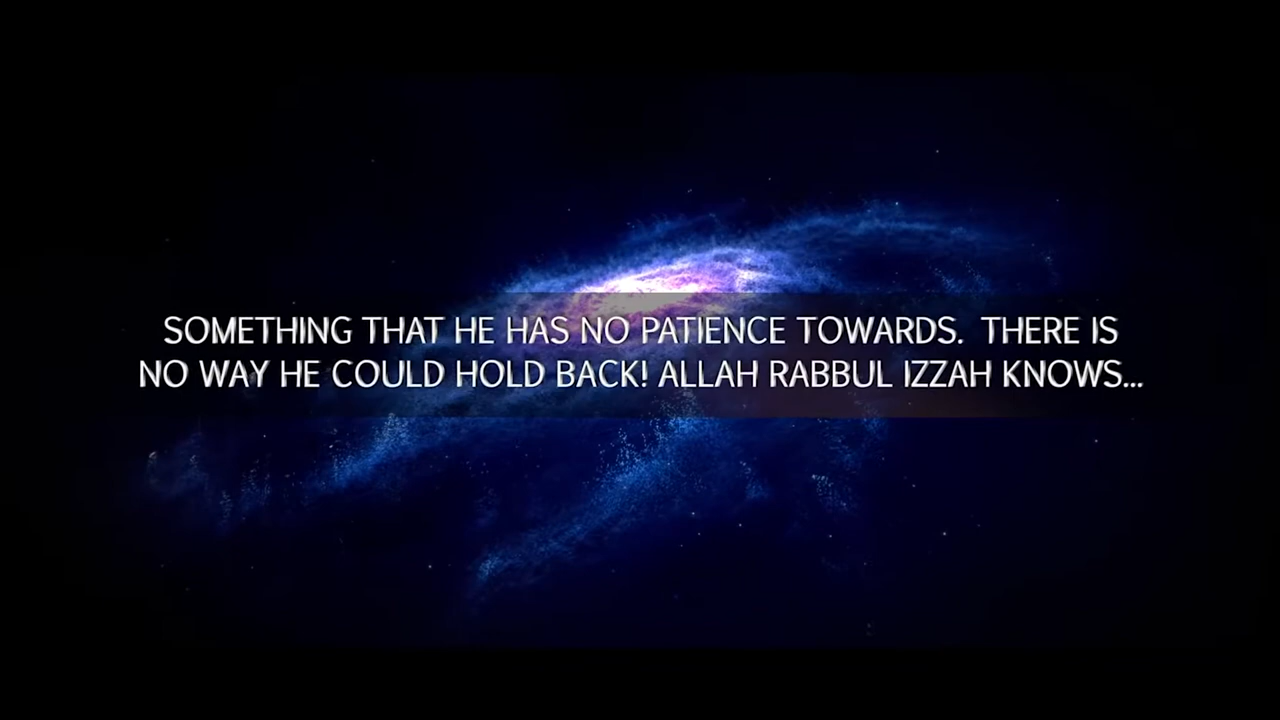 SOMETHING THAT HE HAS NO PATIENCE TOWARDS.  THERE IS
NO WAY HE COULD HOLD BACK! ALLAH RABBUL IZZAH KNOWS...